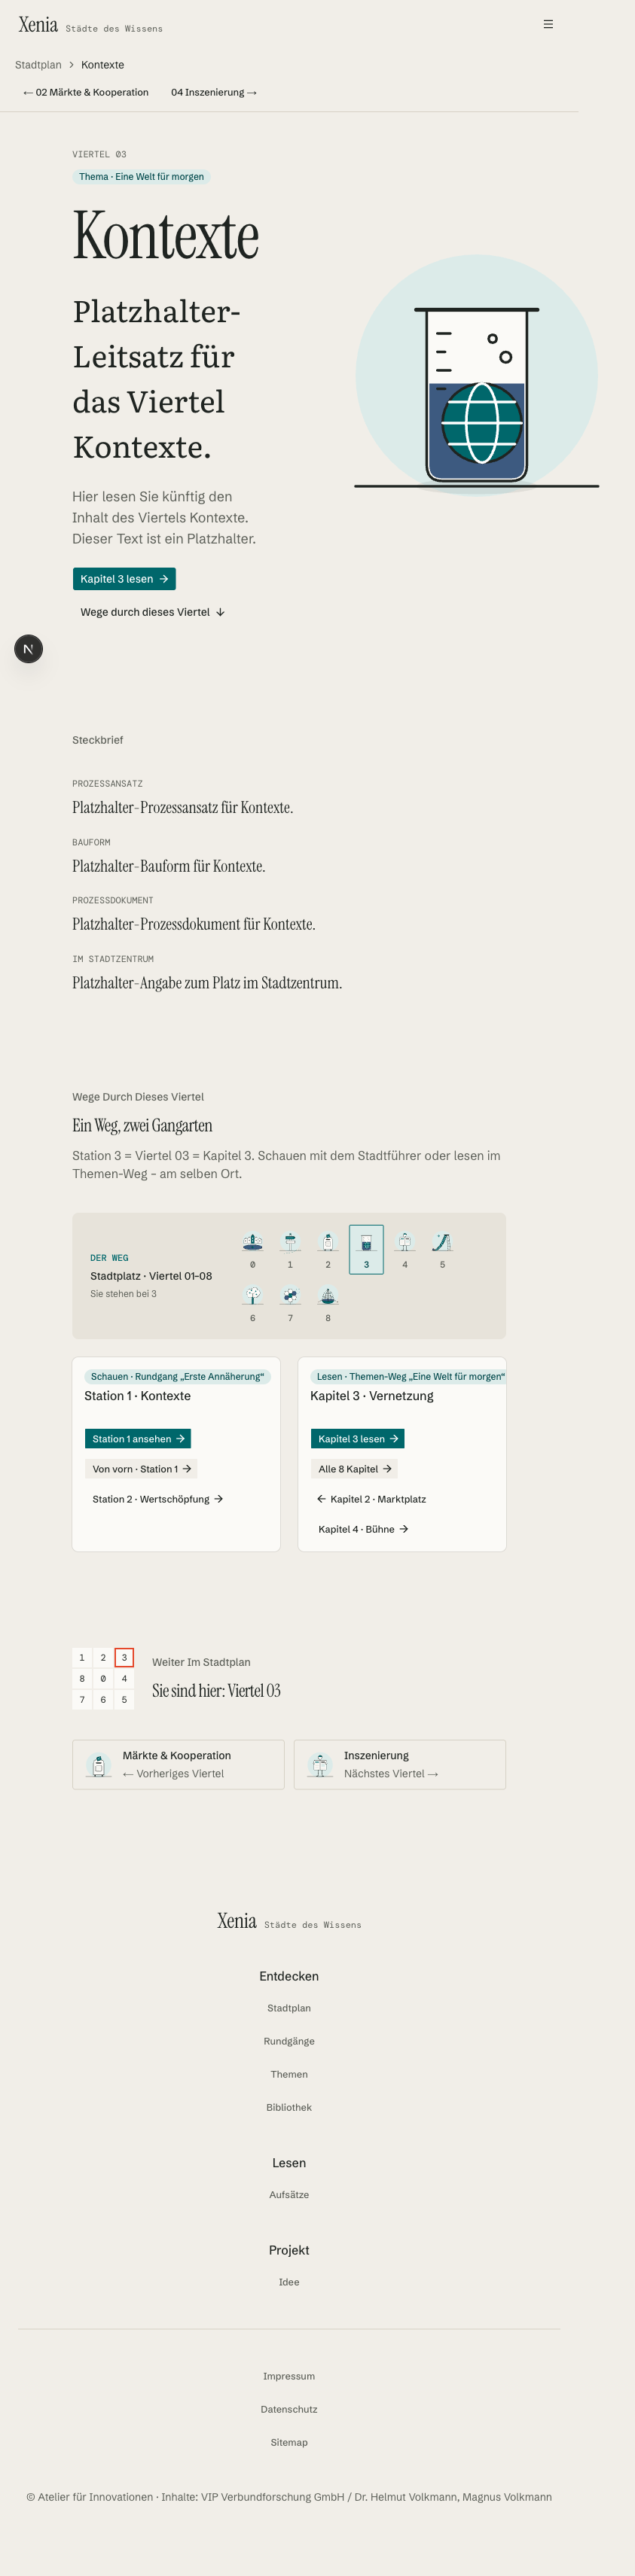 Xenia Städte des Wissens
Stadtplan > Kontexte
← 02 Märkte & Kooperation 04 Inszenierung →
VIERTEL 03
Thema · Eine Welt für morgen
Kontexte
Platzhalter-
Leitsatz für
das Viertel
Kontexte.
Hier lesen Sie künftig den
Inhalt des Viertels Kontexte.
Dieser Text ist ein Platzhalter.
Kapitel 3 lesen →
Wege durch dieses Viertel ↓
N
Steckbrief
PROZESSANSATZ
Platzhalter-Prozessansatz für Kontexte.
BAUFORM
Platzhalter-Bauform für Kontexte.
PROZESSDOKUMENT
Platzhalter-Prozessdokument für Kontexte.
IM STADTZENTRUM
Platzhalter-Angabe zum Platz im Stadtzentrum.
Wege Durch Dieses Viertel
Ein Weg, zwei Gangarten
Station 3 = Viertel 03 = Kapitel 3. Schauen mit dem Stadtführer oder lesen im
Themen-Weg – am selben Ort.
DER WEG
Stadtplatz · Viertel 01–08
Sie stehen bei 3
0 1 2 3 4 5
6 7 8
Schauen · Rundgang „Erste Annäherung“
Station 1 · Kontexte
Station 1 ansehen →
Von vorn · Station 1 →
Station 2 · Wertschöpfung →
Lesen · Themen-Weg „Eine Welt für morgen“
Kapitel 3 · Vernetzung
Kapitel 3 lesen →
Alle 8 Kapitel →
← Kapitel 2 · Marktplatz
Kapitel 4 · Bühne →
1 2 3
8 0 4
7 6 5
Weiter Im Stadtplan
Sie sind hier: Viertel 03
Märkte & Kooperation
← Vorheriges Viertel
Inszenierung
Nächstes Viertel →
Xenia Städte des Wissens
Entdecken
Stadtplan
Rundgänge
Themen
Bibliothek
Lesen
Aufsätze
Projekt
Idee
Impressum
Datenschutz
Sitemap
© Atelier für Innovationen · Inhalte: VIP Verbundforschung GmbH / Dr. Helmut Volkmann, Magnus Volkmann